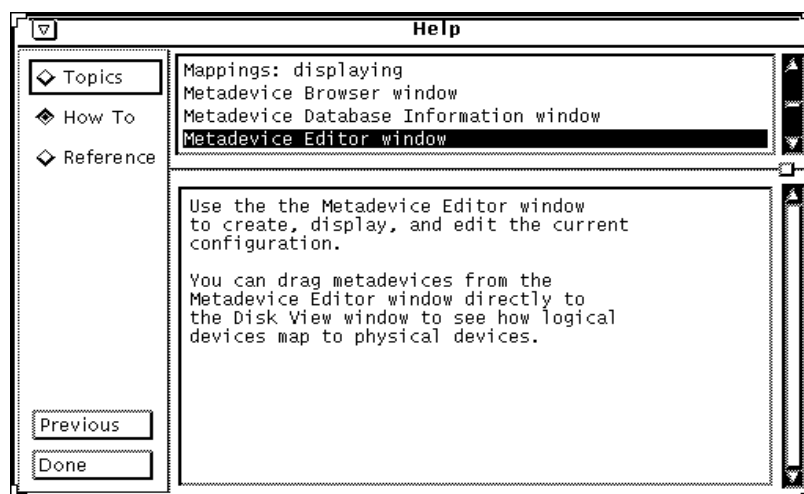 Help
Topics
How To
Reference
Previous
Done
Mappings: displaying
Metadevice Browser window
Metadevice Database Information window
Metadevice Editor window
Use the the Metadevice Editor window
to create, display, and edit the current
configuration.
You can drag metadevices from the
Metadevice Editor window directly to
the Disk View window to see how logical
devices map to physical devices.